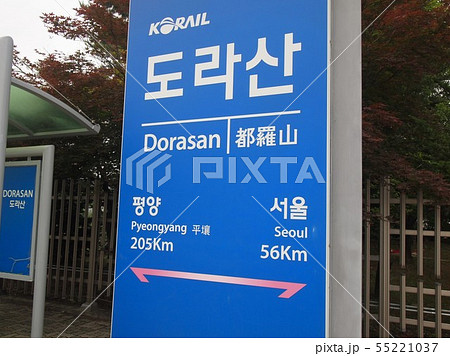 KORAIL
도라산
Dorasan 都羅山
평양 서울
Pyeongyang 平壤 Seoul
205Km 56Km
DORASAN
도라산
PIXTA
pixta.jp - 55221037